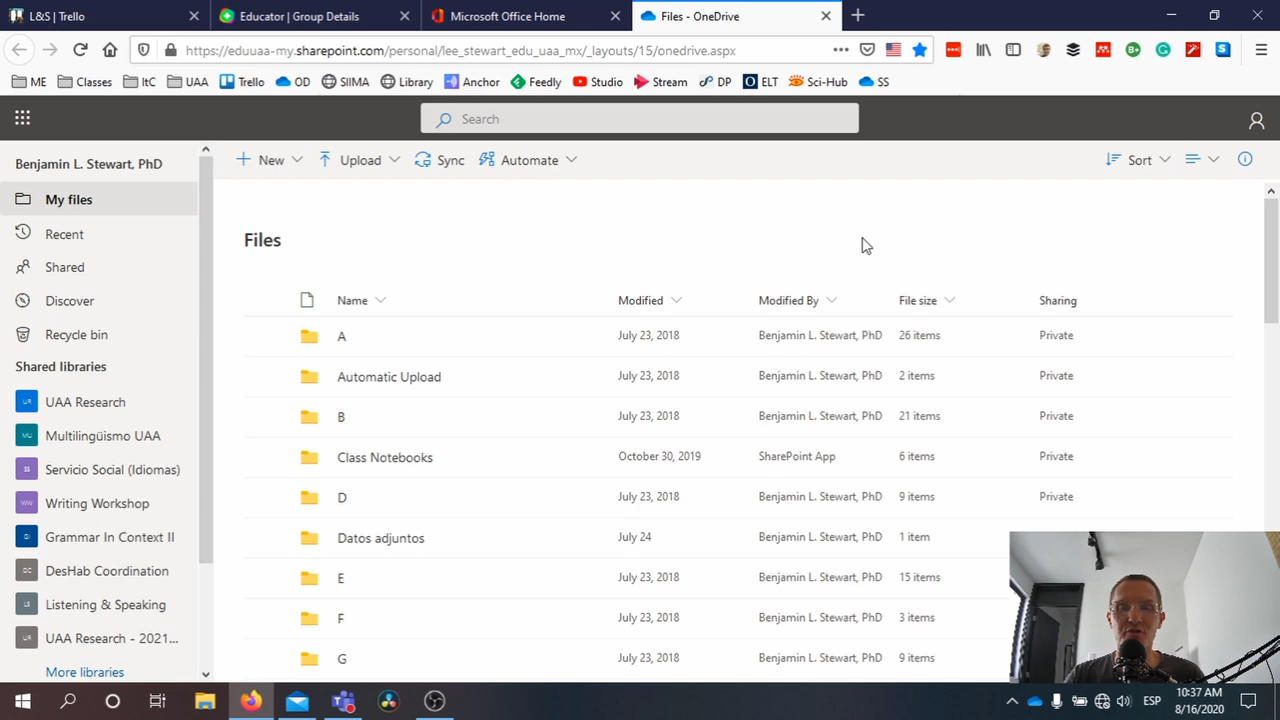 L&S | Trello
Educator | Group Details
Microsoft Office Home
Files - OneDrive
https://eduuaa-my.sharepoint.com/personal/lee_stewart_edu_uaa_mx/_layouts/15/onedrive.aspx
ME Classes ItC UAA Trello OD SIIMA Library Anchor Feedly Studio Stream DP ELT Sci-Hub SS
Search
Benjamin L. Stewart, PhD
My files
Recent
Shared
Discover
Recycle bin
Shared libraries
UR UAA Research
MU Multilingüismo UAA
SS Servicio Social (Idiomas)
WW Writing Workshop
GI Grammar In Context II
DC DesHab Coordination
LS Listening & Speaking
UR UAA Research - 2021...
More libraries
New Upload Sync Automate Sort
Files
Name Modified Modified By File size Sharing
A July 23, 2018 Benjamin L. Stewart, PhD 26 items Private
Automatic Upload July 23, 2018 Benjamin L. Stewart, PhD 2 items Private
B July 23, 2018 Benjamin L. Stewart, PhD 21 items Private
Class Notebooks October 30, 2019 SharePoint App 6 items Private
D July 23, 2018 Benjamin L. Stewart, PhD 9 items Private
Datos adjuntos July 24 Benjamin L. Stewart, PhD 1 item
E July 23, 2018 Benjamin L. Stewart, PhD 15 items
F July 23, 2018 Benjamin L. Stewart, PhD 3 items
G July 23, 2018 Benjamin L. Stewart, PhD 9 items
ESP
10:37 AM
8/16/2020